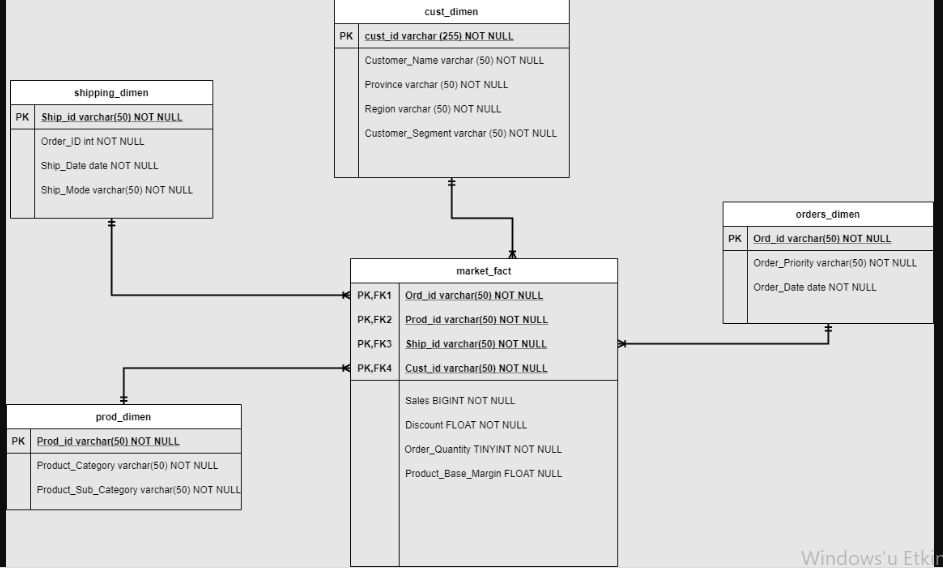 cust_dimen
PK cust_id varchar (255) NOT NULL
Customer_Name varchar (50) NOT NULL
Province varchar (50) NOT NULL
Region varchar (50) NOT NULL
Customer_Segment varchar (50) NOT NULL
shipping_dimen
PK Ship_id varchar(50) NOT NULL
Order_ID int NOT NULL
Ship_Date date NOT NULL
Ship_Mode varchar(50) NOT NULL
orders_dimen
PK Ord_id varchar(50) NOT NULL
Order_Priority varchar(50) NOT NULL
Order_Date date NOT NULL
market_fact
PK,FK1 Ord_id varchar(50) NOT NULL
PK,FK2 Prod_id varchar(50) NOT NULL
PK,FK3 Ship_id varchar(50) NOT NULL
PK,FK4 Cust_id varchar(50) NOT NULL
Sales BIGINT NOT NULL
Discount FLOAT NOT NULL
Order_Quantity TINYINT NOT NULL
Product_Base_Margin FLOAT NULL
prod_dimen
PK Prod_id varchar(50) NOT NULL
Product_Category varchar(50) NOT NULL
Product_Sub_Category varchar(50) NOT NULL
Windows'u